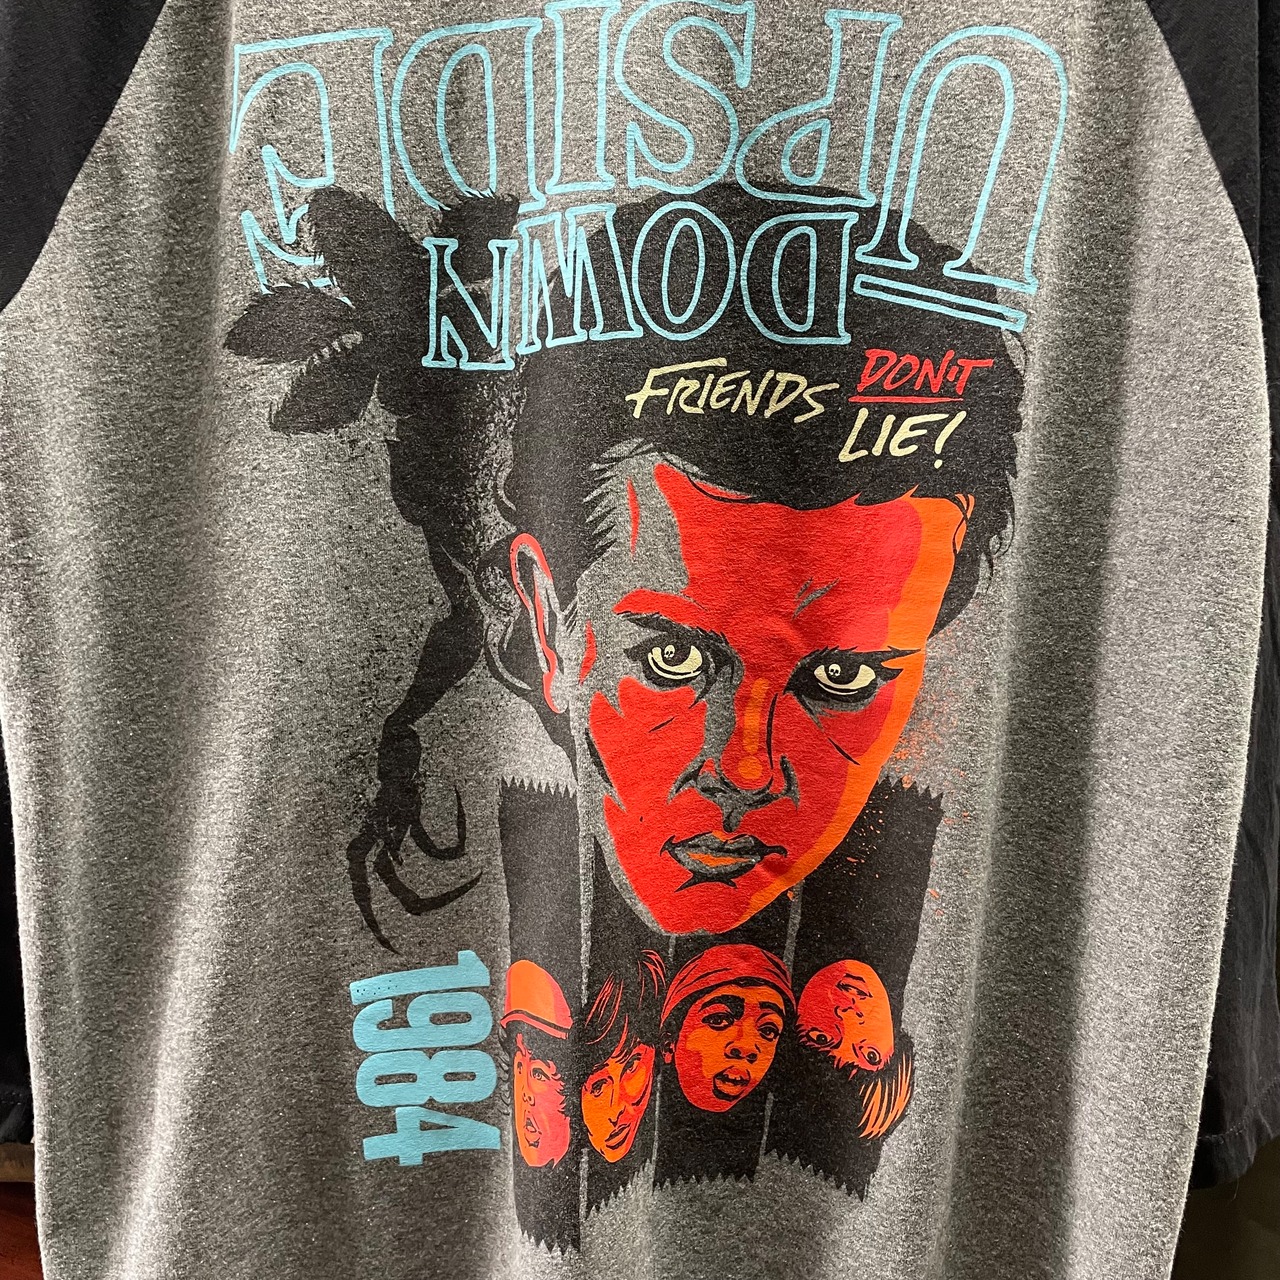 UPSIDE
DOWN
FRIENDS DON'T
LIE!
1984